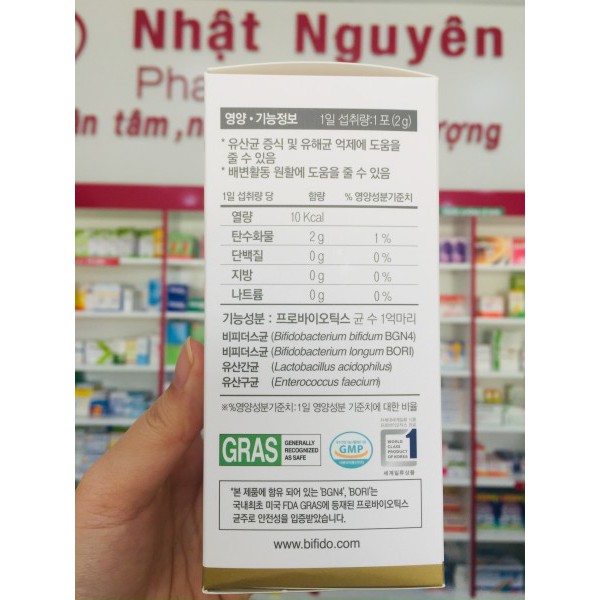 Nhật Nguyên
Pha
n tâm, n
ượng
영양·기능정보 1일 섭취량:1포(2g)
* 유산균 증식 및 유해균 억제에 도움을
줄 수 있음
* 배변활동 원활에 도움을 줄 수 있음
1일 섭취량 당 함량 % 영양성분기준치
열량 10 Kcal
탄수화물 2 g 1 %
단백질 0 g 0 %
지방 0 g 0 %
나트륨 0 g 0 %
기능성분 : 프로바이오틱스 균 수 1억마리
비피더스균 (Bifidobacterium bifidum BGN4)
비피더스균 (Bifidobacterium longum BORI)
유산간균 (Lactobacillus acidophilus)
유산구균 (Enterococcus faecium)
※%영양성분기준치:1일 영양성분 기준치에 대한 비율
GRAS
GENERALLY
RECOGNIZED
AS SAFE
GMP
1
WORLD
CLASS
PRODUCT
OF KOREA
세계일류상품
*본 제품에 함유 되어 있는 'BGN4', 'BORI'는
국내최초 미국 FDA GRAS에 등재된 프로바이오틱스
균주로 안전성을 입증받았습니다.
www.bifido.com